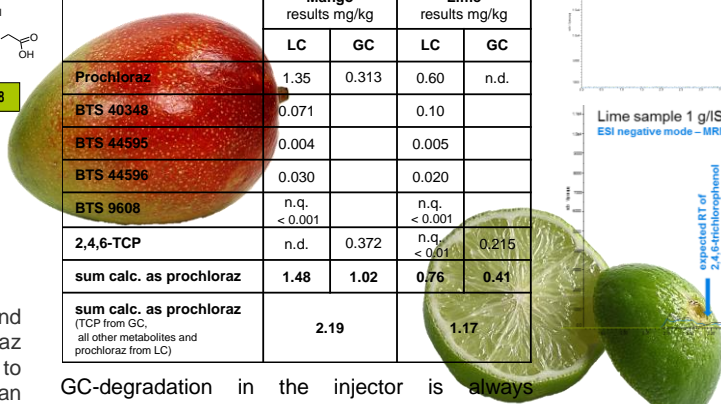 Mango
Lime
results mg/kg
results mg/kg
LC
GC
LC
GC
Prochloraz
1.35
0.313
0.60
n.d.
BTS 40348
0.071
0.10
BTS 44595
0.004
0.005
BTS 44596
0.030
0.020
BTS 9608
n.q.
< 0.001
n.q.
< 0.001
2,4,6-TCP
n.d.
0.372
n.q.
< 0.01
0.215
sum calc. as prochloraz
1.48
1.02
0.76
0.41
sum calc. as prochloraz
(TCP from GC,
all other metabolites and
prochloraz from LC)
2.19
1.17
GC-degradation in the injector is always
O
OH
Lime sample 1 g/IS
ESI negative mode – MRM
expected RT of
2,4,6-trichlorophenol
nd
az
to
an